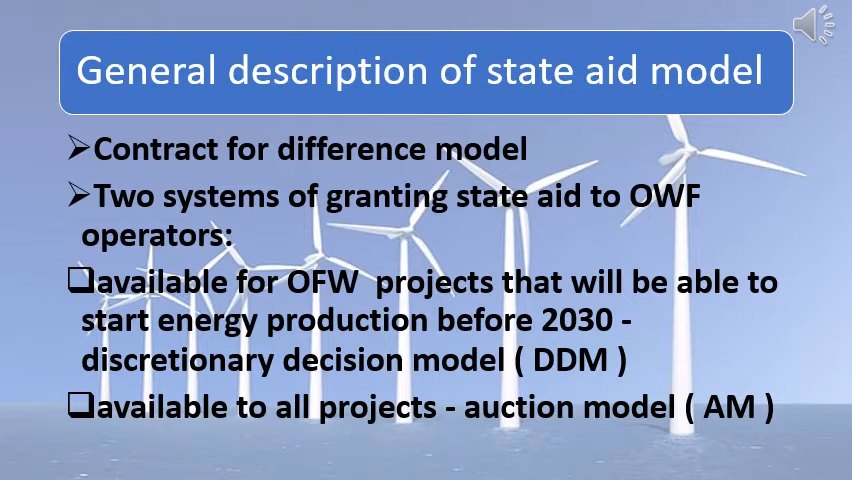 General description of state aid model
Contract for difference model
Two systems of granting state aid to OWF
operators:
available for OFW projects that will be able to
start energy production before 2030 -
discretionary decision model ( DDM )
available to all projects - auction model ( AM )